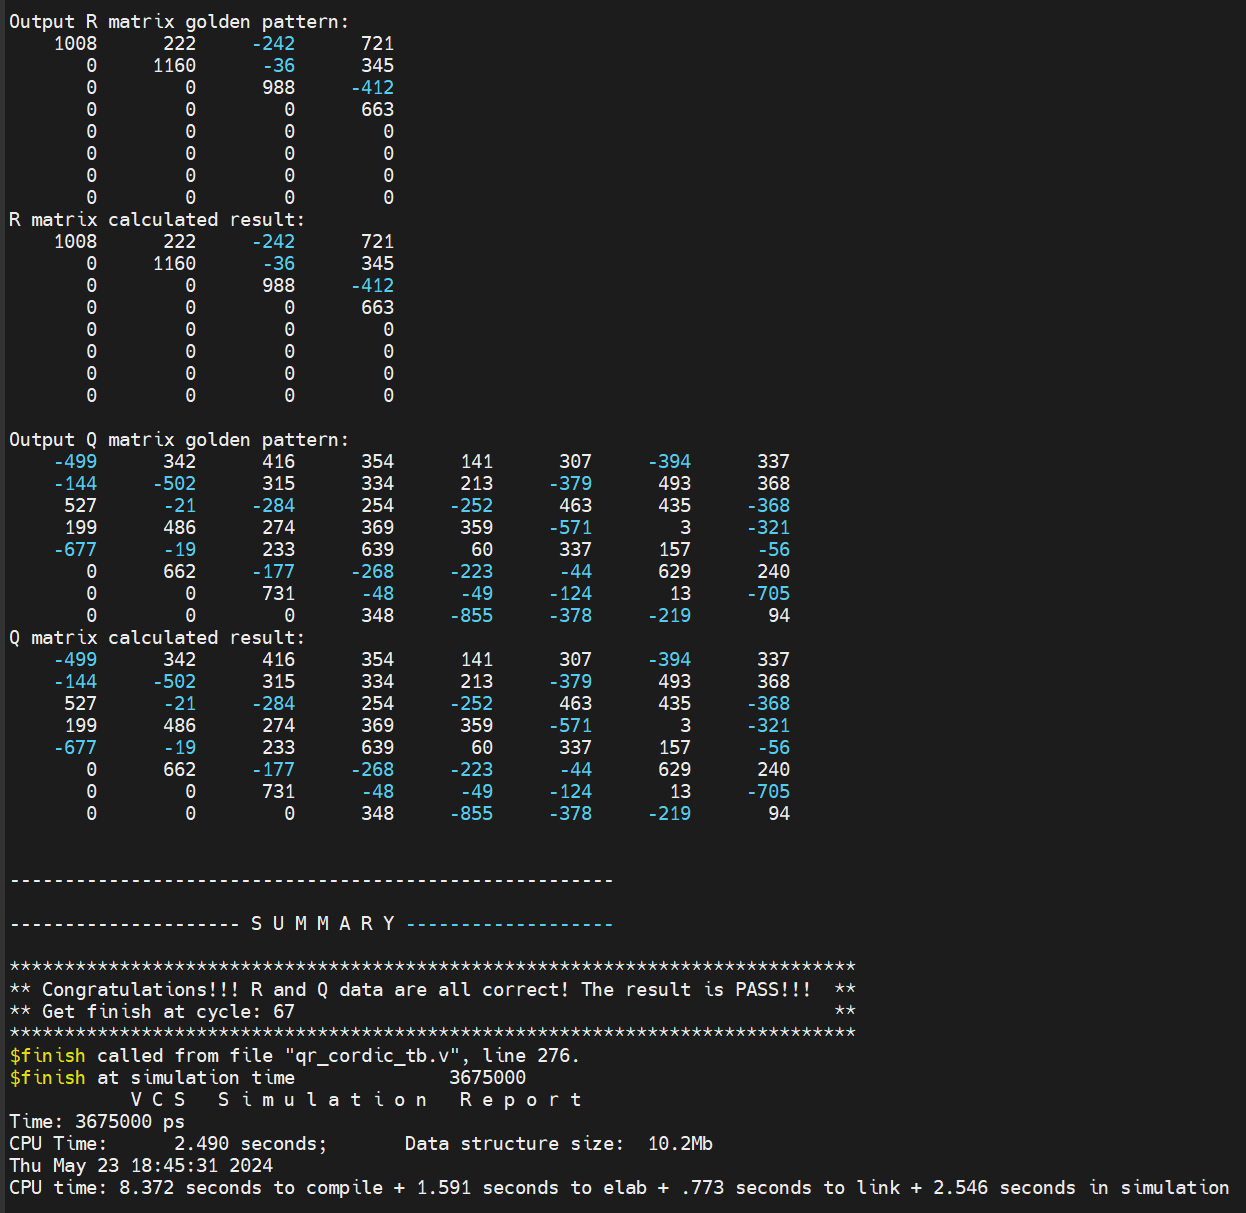 Output R matrix golden pattern:
    1008      222     -242      721
       0     1160      -36      345
       0        0      988     -412
       0        0        0      663
       0        0        0        0
       0        0        0        0
       0        0        0        0
       0        0        0        0
R matrix calculated result:
    1008      222     -242      721
       0     1160      -36      345
       0        0      988     -412
       0        0        0      663
       0        0        0        0
       0        0        0        0
       0        0        0        0
       0        0        0        0
Output Q matrix golden pattern:
    -499      342      416      354      141      307     -394      337
    -144     -502      315      334      213     -379      493      368
     527      -21     -284      254     -252      463      435     -368
     199      486      274      369      359     -571        3     -321
    -677      -19      233      639       60      337      157      -56
       0      662     -177     -268     -223      -44      629      240
       0        0      731      -48      -49     -124       13     -705
       0        0        0      348     -855     -378     -219       94
Q matrix calculated result:
    -499      342      416      354      141      307     -394      337
    -144     -502      315      334      213     -379      493      368
     527      -21     -284      254     -252      463      435     -368
     199      486      274      369      359     -571        3     -321
    -677      -19      233      639       60      337      157      -56
       0      662     -177     -268     -223      -44      629      240
       0        0      731      -48      -49     -124       13     -705
       0        0        0      348     -855     -378     -219       94
-------------------------------------------------------
--------------------- S U M M A R Y -------------------
*****************************************************************************
** Congratulations!!! R and Q data are all correct! The result is PASS!!!  **
** Get finish at cycle: 67                                                 **
*****************************************************************************
$finish called from file "qr_cordic_tb.v", line 276.
$finish at simulation time              3675000
           V C S   S i m u l a t i o n   R e p o r t
Time: 3675000 ps
CPU Time:      2.490 seconds;       Data structure size:  10.2Mb
Thu May 23 18:45:31 2024
CPU time: 8.372 seconds to compile + 1.591 seconds to elab + .773 seconds to link + 2.546 seconds in simulation